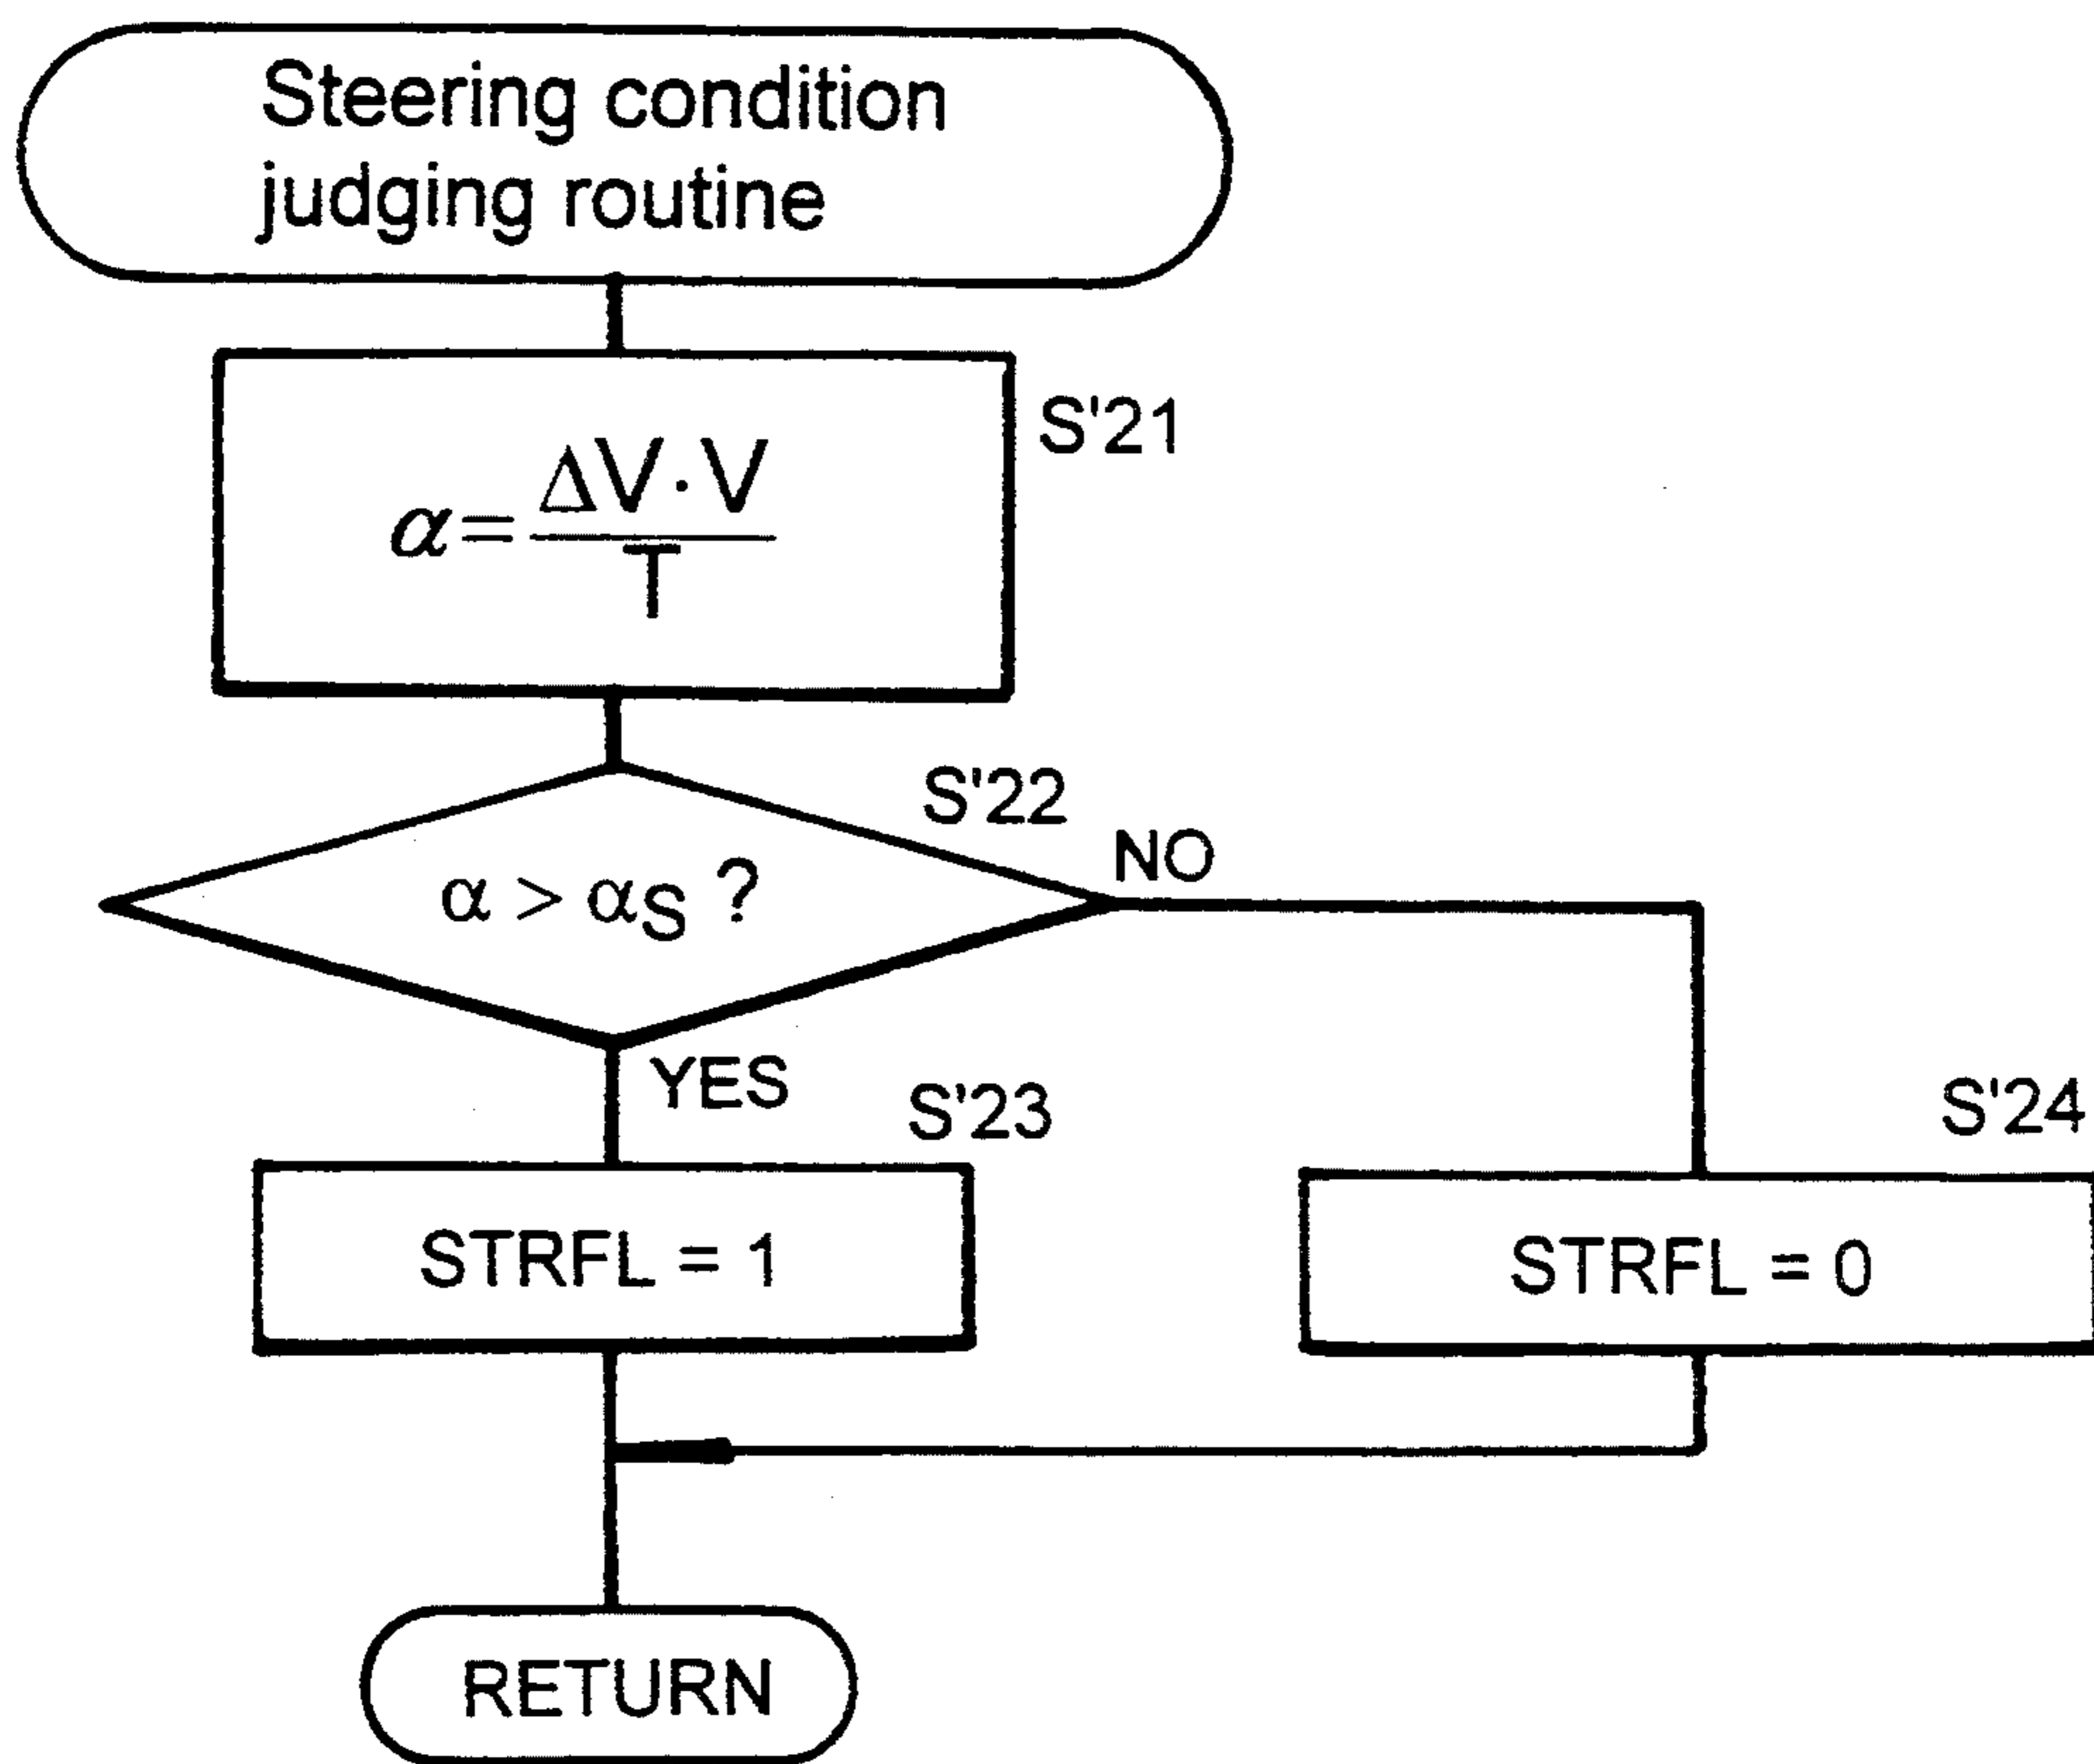 Steering condition
judging routine
S'21
α = ΔV·V / T
S'22
α > αS ?
NO
YES
S'23
S'24
STRFL = 1
STRFL = 0
RETURN